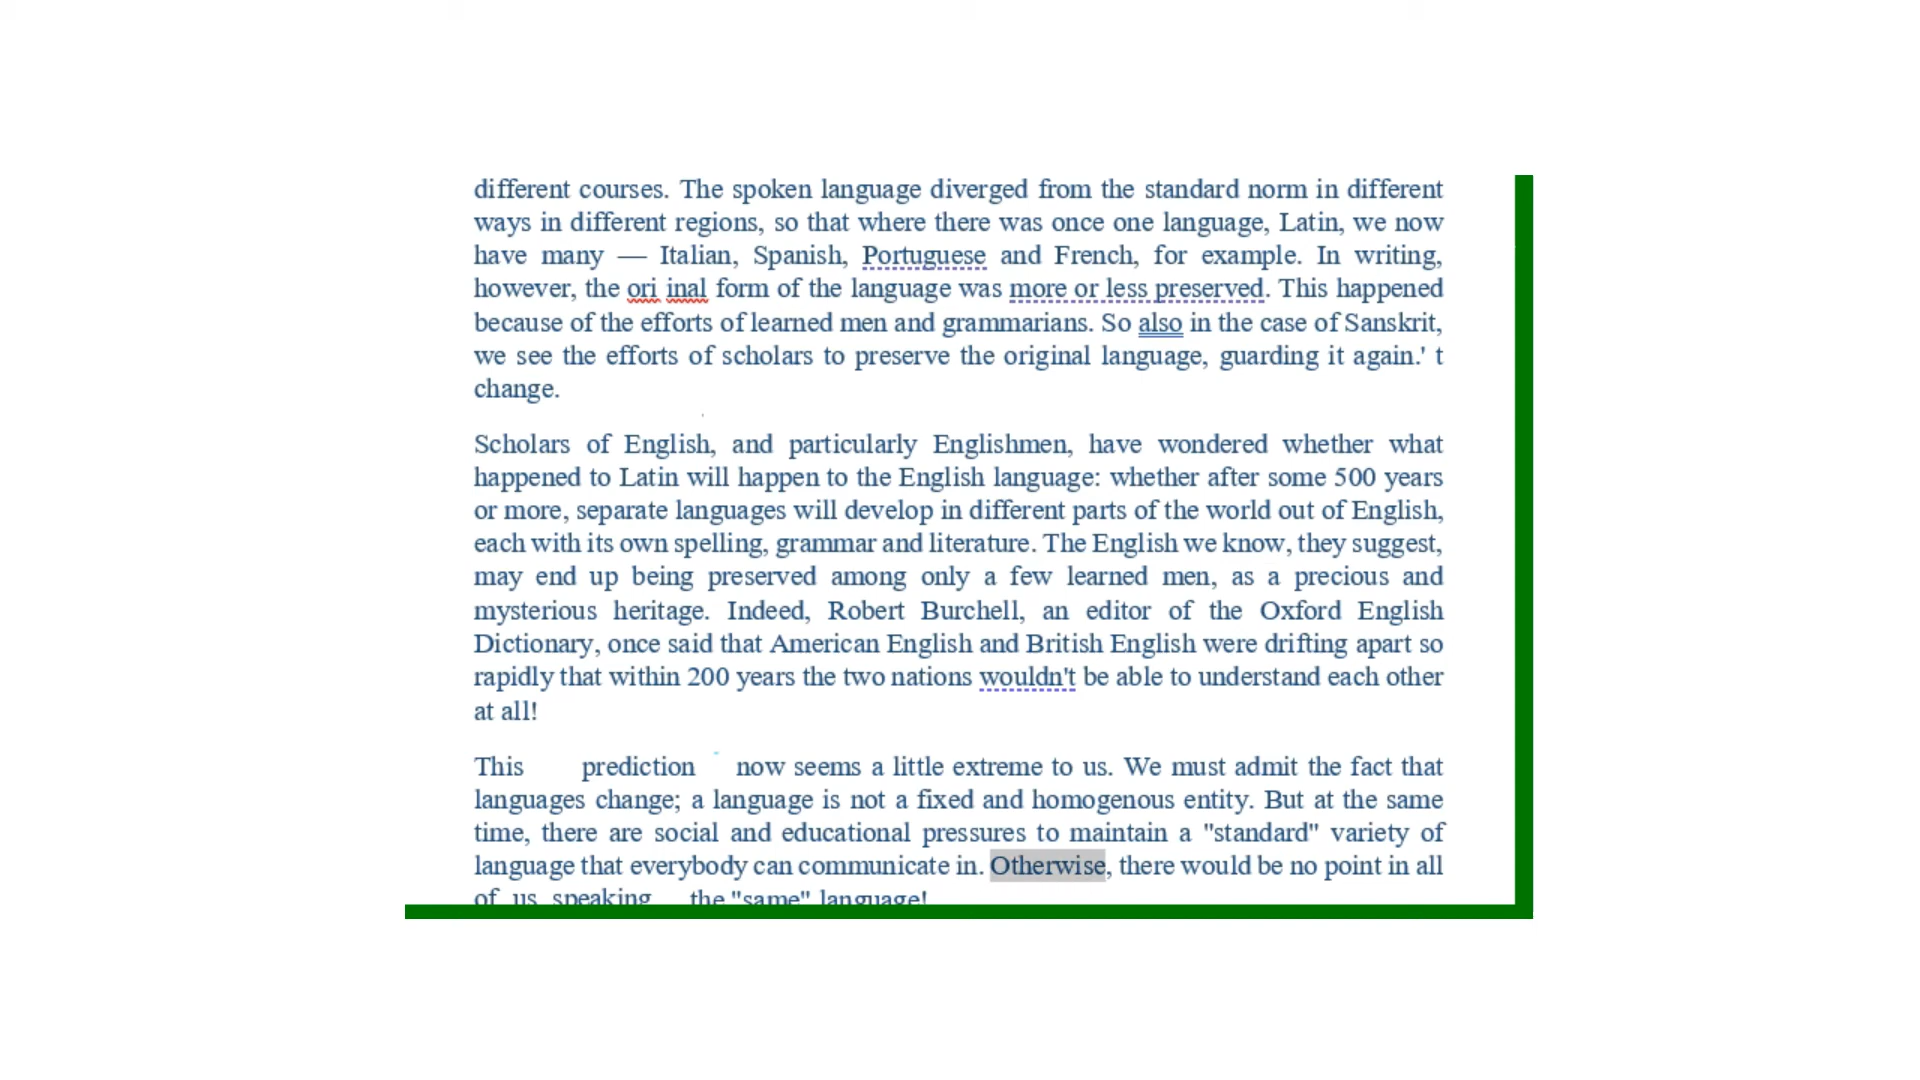 different courses. The spoken language diverged from the standard norm in different
ways in different regions, so that where there was once one language, Latin, we now
have many — Italian, Spanish, Portuguese and French, for example. In writing,
however, the ori inal form of the language was more or less preserved. This happened
because of the efforts of learned men and grammarians. So also in the case of Sanskrit,
we see the efforts of scholars to preserve the original language, guarding it again.' t
change.
Scholars of English, and particularly Englishmen, have wondered whether what
happened to Latin will happen to the English language: whether after some 500 years
or more, separate languages will develop in different parts of the world out of English,
each with its own spelling, grammar and literature. The English we know, they suggest,
may end up being preserved among only a few learned men, as a precious and
mysterious heritage. Indeed, Robert Burchell, an editor of the Oxford English
Dictionary, once said that American English and British English were drifting apart so
rapidly that within 200 years the two nations wouldn't be able to understand each other
at all!
This prediction now seems a little extreme to us. We must admit the fact that
languages change; a language is not a fixed and homogenous entity. But at the same
time, there are social and educational pressures to maintain a "standard" variety of
language that everybody can communicate in. Otherwise, there would be no point in all
of us speaking the "same" language!